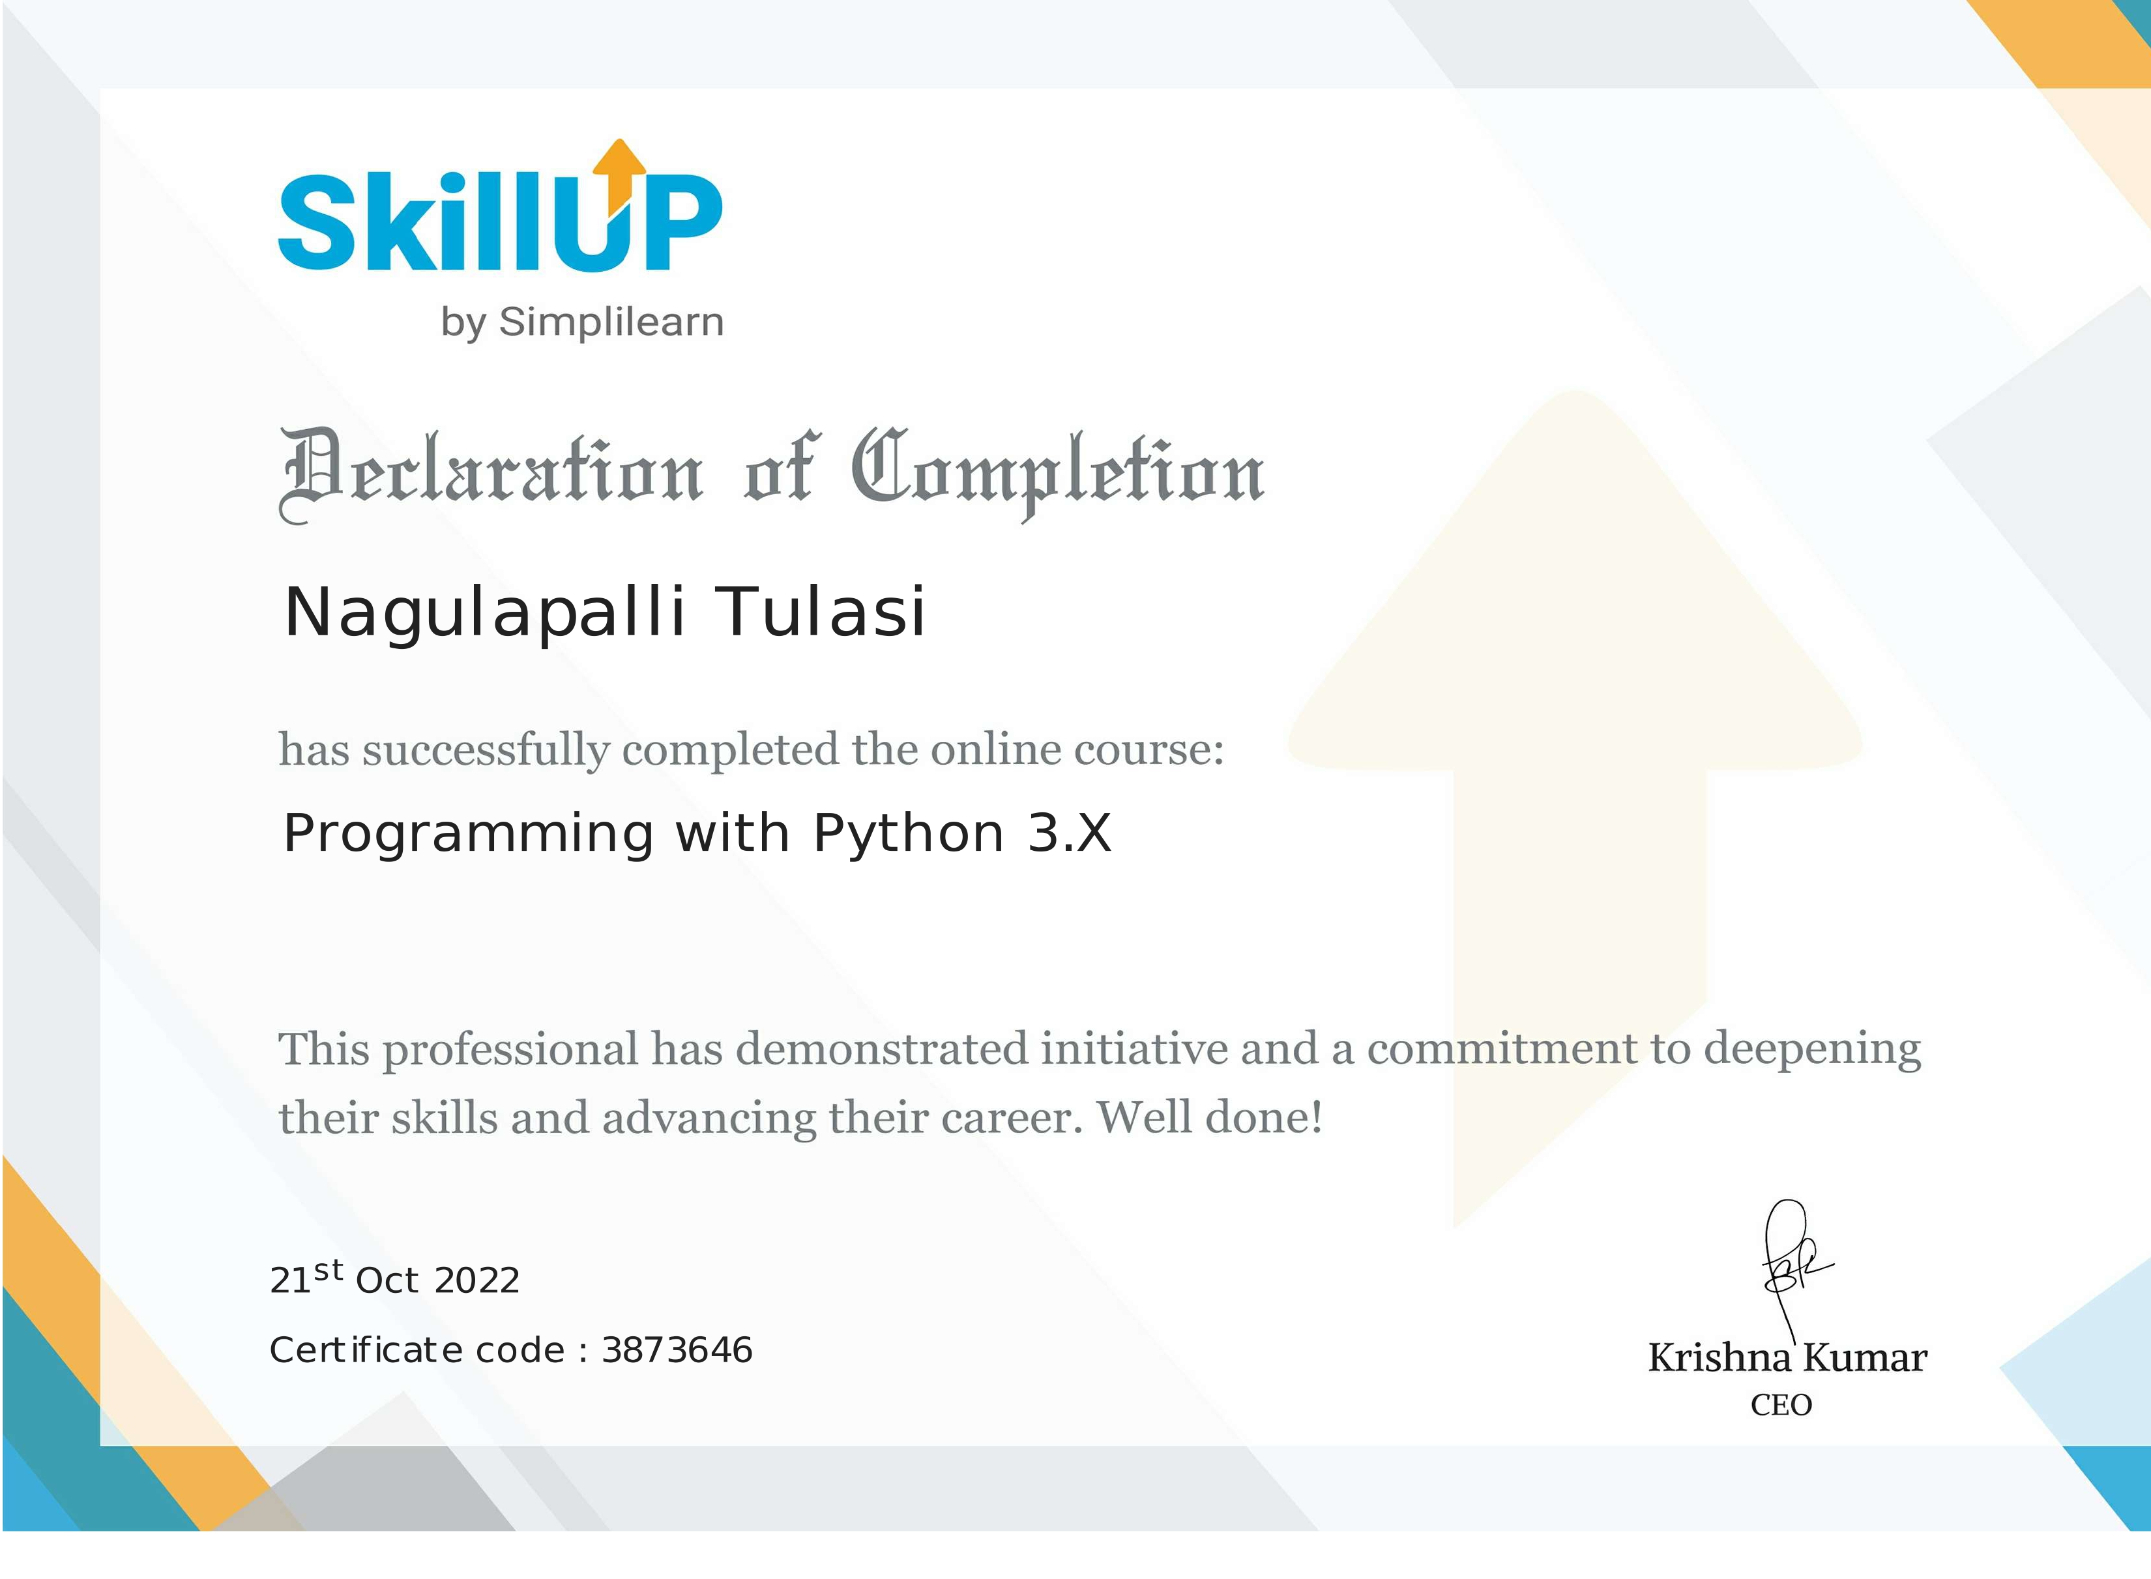 SkillUP
by Simplilearn
Declaration of Completion
Nagulapalli Tulasi
has successfully completed the online course:
Programming with Python 3.X
This professional has demonstrated initiative and a commitment to deepening
their skills and advancing their career. Well done!
21st Oct 2022
Certificate code : 3873646
Krishna Kumar
CEO